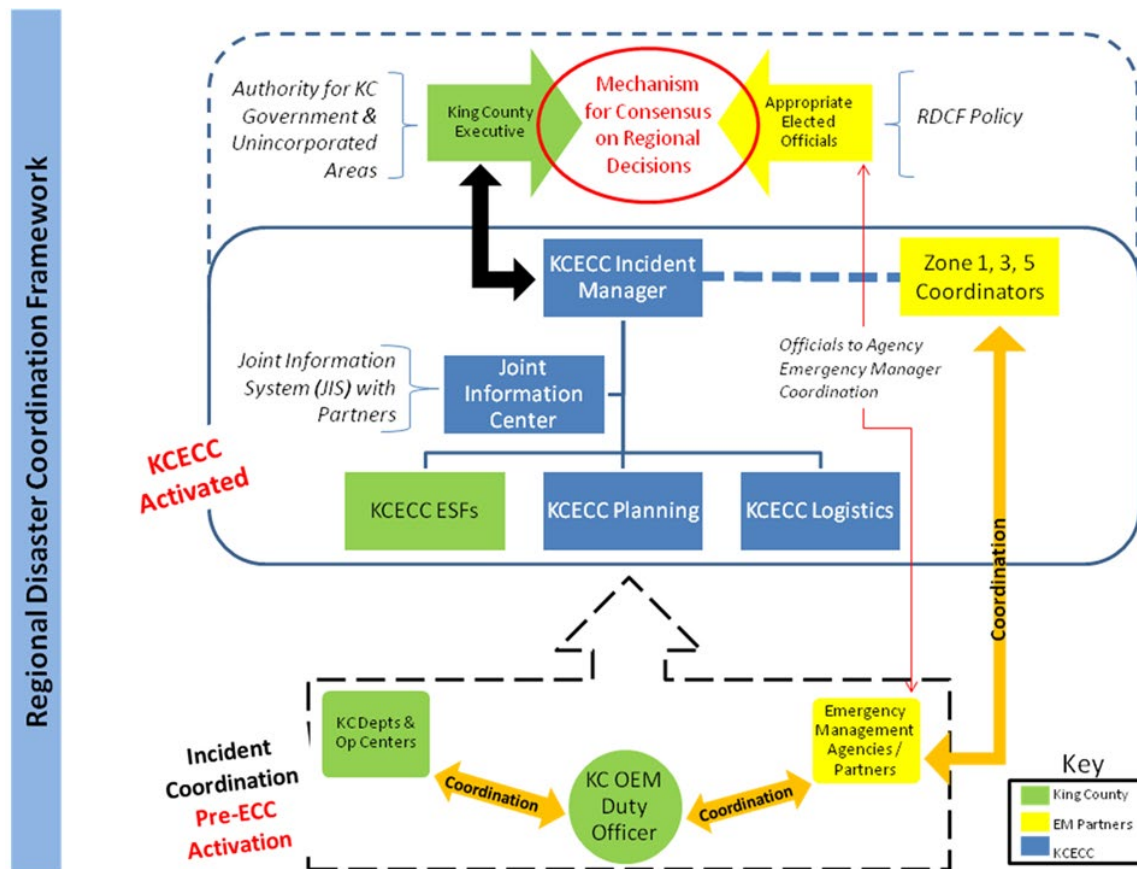 Regional Disaster Coordination Framework
Authority for KC
Government &
Unincorporated
Areas
King County
Executive
Mechanism
for Consensus
on Regional
Decisions
Appropriate
Elected
Officials
RDCF Policy
KCECC Incident
Manager
Zone 1, 3, 5
Coordinators
Joint Information
System (JIS) with
Partners
Joint
Information
Center
Officials to Agency
Emergency Manager
Coordination
KCECC
Activated
KCECC ESFs
KCECC Planning
KCECC Logistics
Coordination
Incident
Coordination
Pre-ECC
Activation
KC Depts &
Op Centers
Coordination
KC OEM
Duty
Officer
Coordination
Emergency
Management
Agencies /
Partners
Key
King County
EM Partners
KCECC